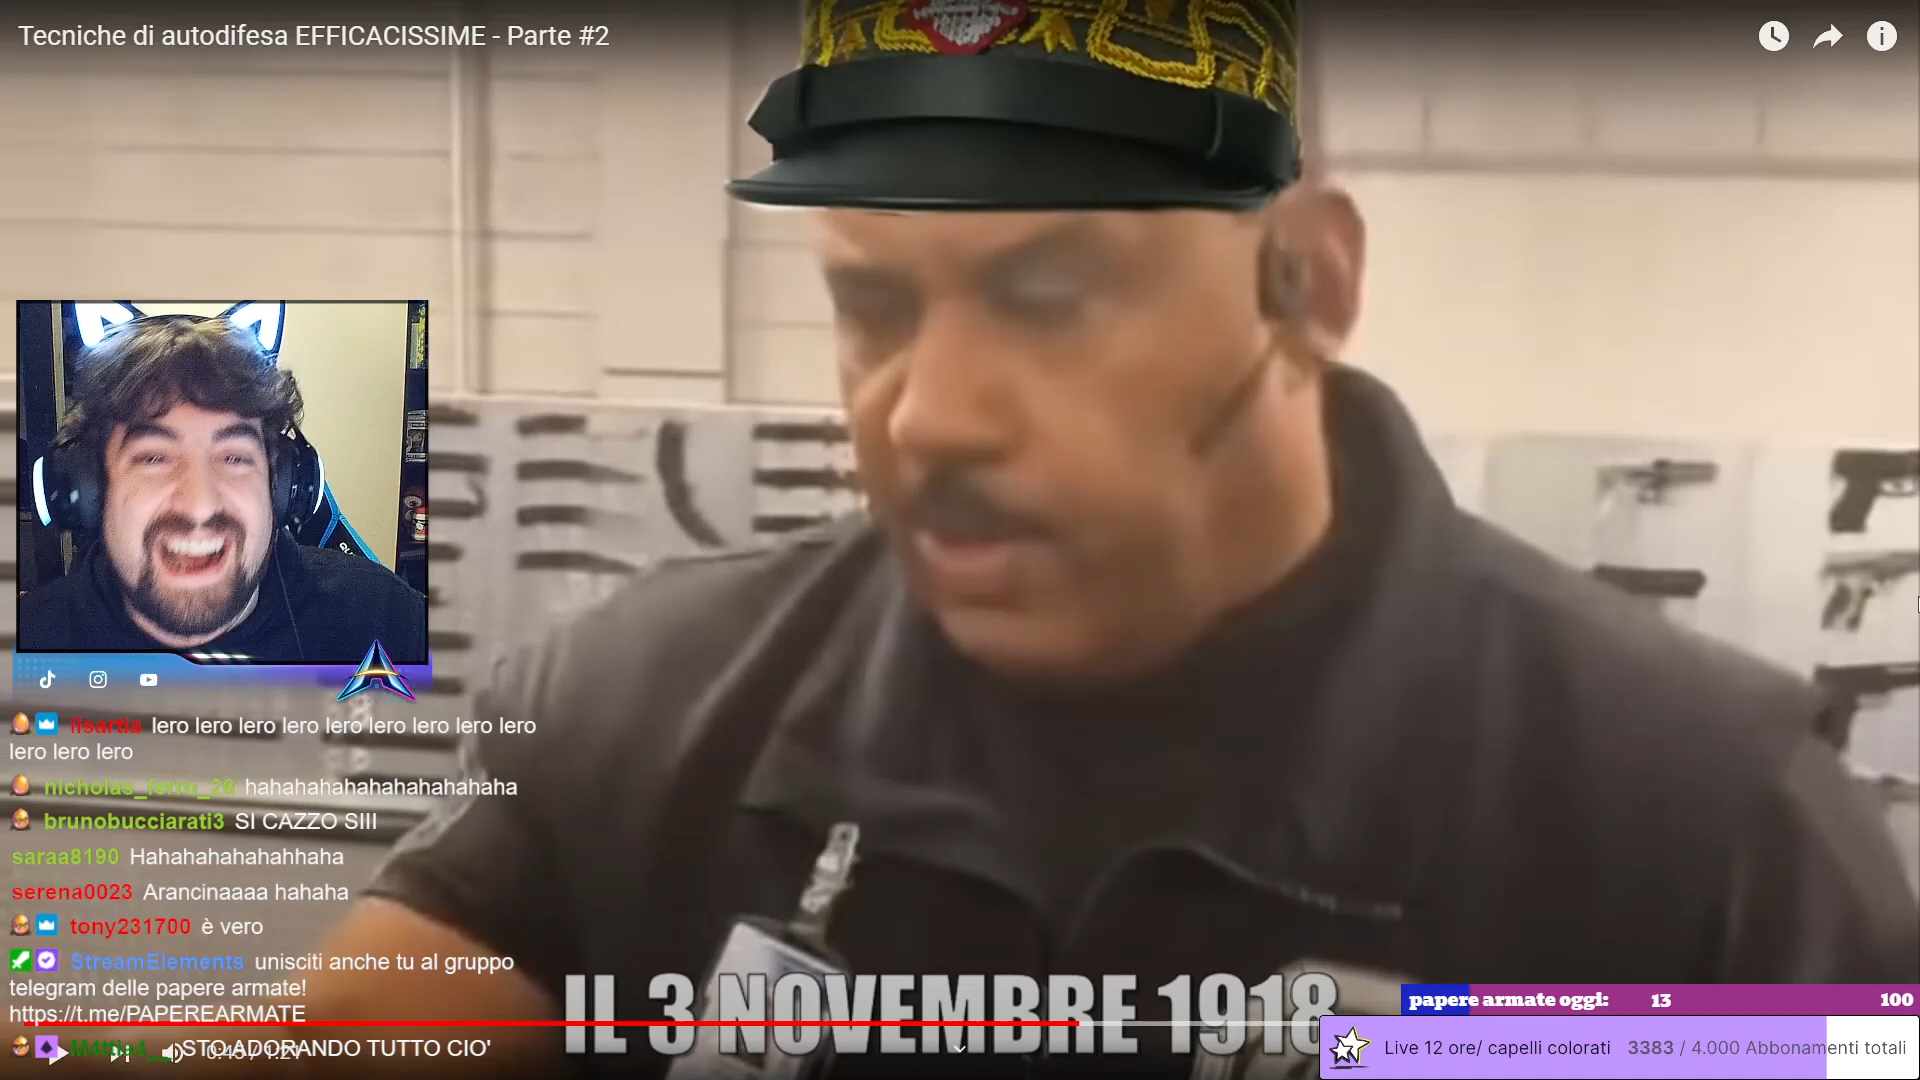 Tecniche di autodifesa EFFICACISSIME - Parte #2
lero lero lero lero lero lero lero lero lero
lero lero lero
nicholas_ferro_20 hahahahahahahahahahaha
brunobucciarati3 SI CAZZO SIII
saraa8190 Hahahahahahahhaha
serena0023 Arancinaaaa hahaha
tony231700 è vero
StreamElements unisciti anche tu al gruppo
telegram delle papere armate!
https://t.me/PAPEREARMATE
STO ADORANDO TUTTO CIO'
IL 3 NOVEMBRE 1918
papere armate oggi: 13 100
Live 12 ore/ capelli colorati 3383 / 4.000 Abbonamenti totali